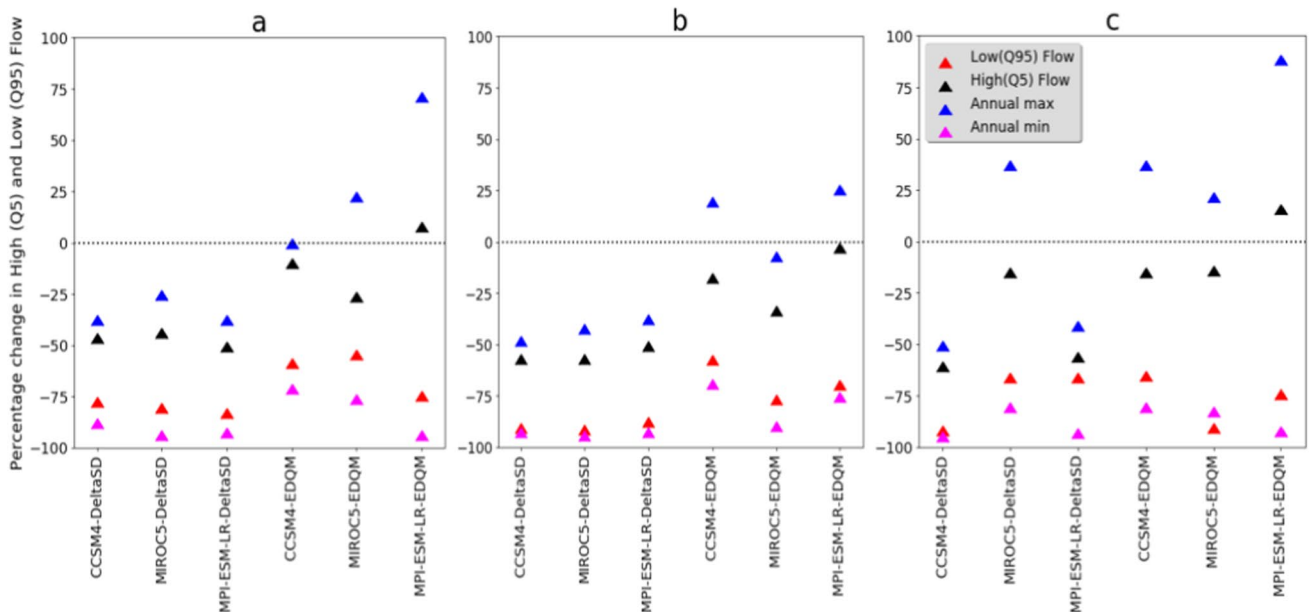 a
b
c
Percentage change in High (Q5) and Low (Q95) Flow
100
75
50
25
0
−25
−50
−75
−100
CCSM4-DeltaSD
MIROC5-DeltaSD
MPI-ESM-LR-DeltaSD
CCSM4-EDQM
MIROC5-EDQM
MPI-ESM-LR-EDQM
100
75
50
25
0
−25
−50
−75
−100
CCSM4-DeltaSD
MIROC5-DeltaSD
MPI-ESM-LR-DeltaSD
CCSM4-EDQM
MIROC5-EDQM
MPI-ESM-LR-EDQM
100
75
50
25
0
−25
−50
−75
−100
Low(Q95) Flow
High(Q5) Flow
Annual max
Annual min
CCSM4-DeltaSD
MIROC5-DeltaSD
MPI-ESM-LR-DeltaSD
CCSM4-EDQM
MIROC5-EDQM
MPI-ESM-LR-EDQM